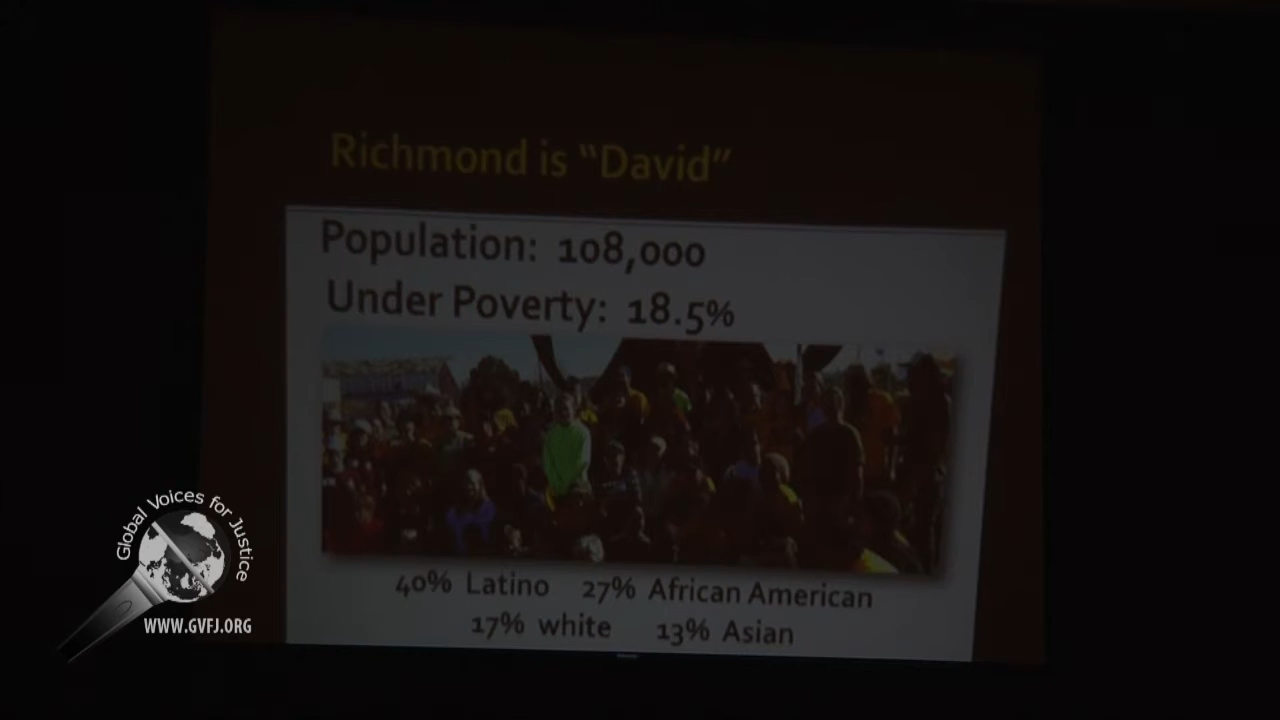 Richmond is “David”
Population: 108,000
Under Poverty: 18.5%
40% Latino 27% African American
17% white 13% Asian
Global Voices for Justice
WWW.GVFJ.ORG